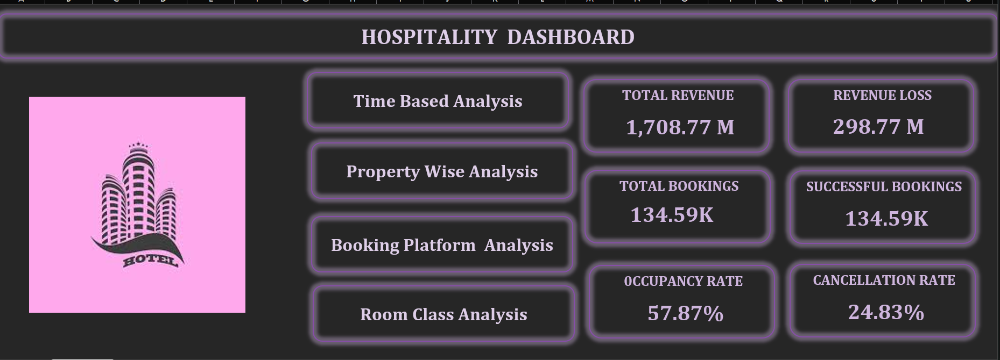 HOSPITALITY DASHBOARD
Time Based Analysis
Property Wise Analysis
Booking Platform Analysis
Room Class Analysis
TOTAL REVENUE
1,708.77 M
REVENUE LOSS
298.77 M
TOTAL BOOKINGS
134.59K
SUCCESSFUL BOOKINGS
134.59K
0CCUPANCY RATE
57.87%
CANCELLATION RATE
24.83%
HOTEL